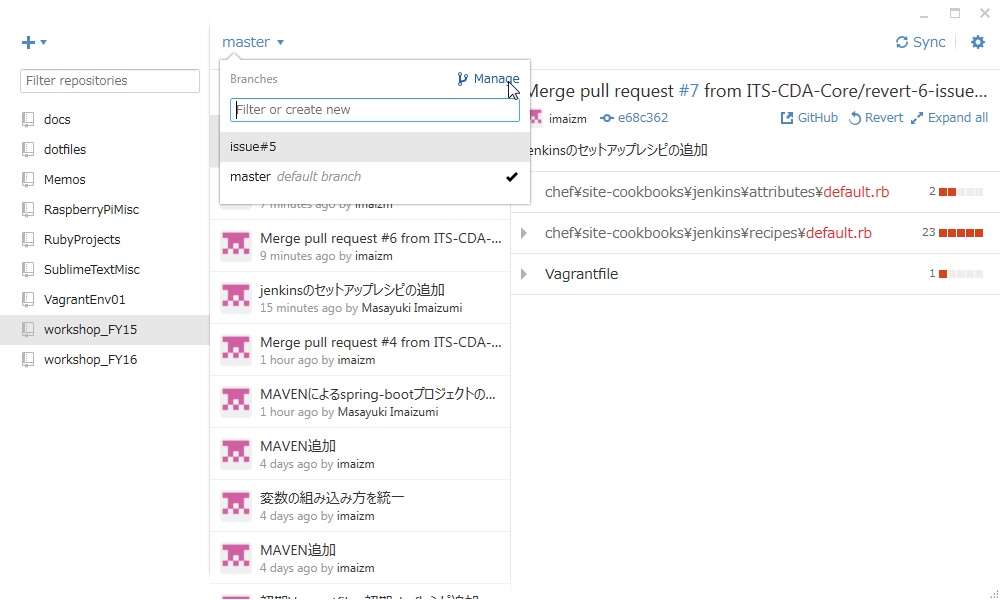 master
Sync
Filter repositories
docs
dotfiles
Memos
RaspberryPiMisc
RubyProjects
SublimeTextMisc
VagrantEnv01
workshop_FY15
workshop_FY16
Branches
Manage
Filter or create new
issue#5
master default branch
7 minutes ago by imaizm
Merge pull request #6 from ITS-CDA-...
9 minutes ago by imaizm
jenkinsのセットアップレシピの追加
15 minutes ago by Masayuki Imaizumi
Merge pull request #4 from ITS-CDA-...
1 hour ago by imaizm
MAVENによるspring-bootプロジェクトの...
1 hour ago by Masayuki Imaizumi
MAVEN追加
4 days ago by imaizm
変数の組み込み方を統一
4 days ago by imaizm
MAVEN追加
4 days ago by imaizm
Merge pull request #7 from ITS-CDA-Core/revert-6-issue...
imaizm
e68c362
GitHub
Revert
Expand all
enkinsのセットアップレシピの追加
chef¥site-cookbooks¥jenkins¥attributes¥default.rb 2
chef¥site-cookbooks¥jenkins¥recipes¥default.rb 23
Vagrantfile 1